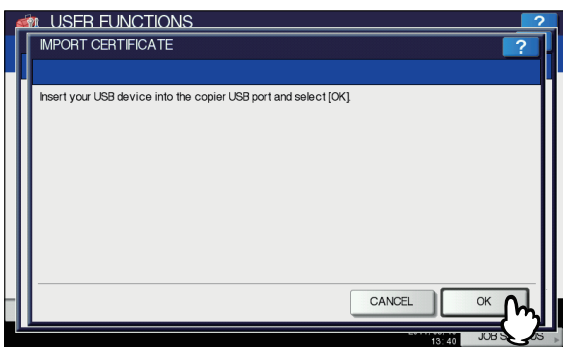 USER FUNCTIONS
?
IMPORT CERTIFICATE
?
Insert your USB device into the copier USB port and select [OK].
CANCEL
OK
13:40
JOB